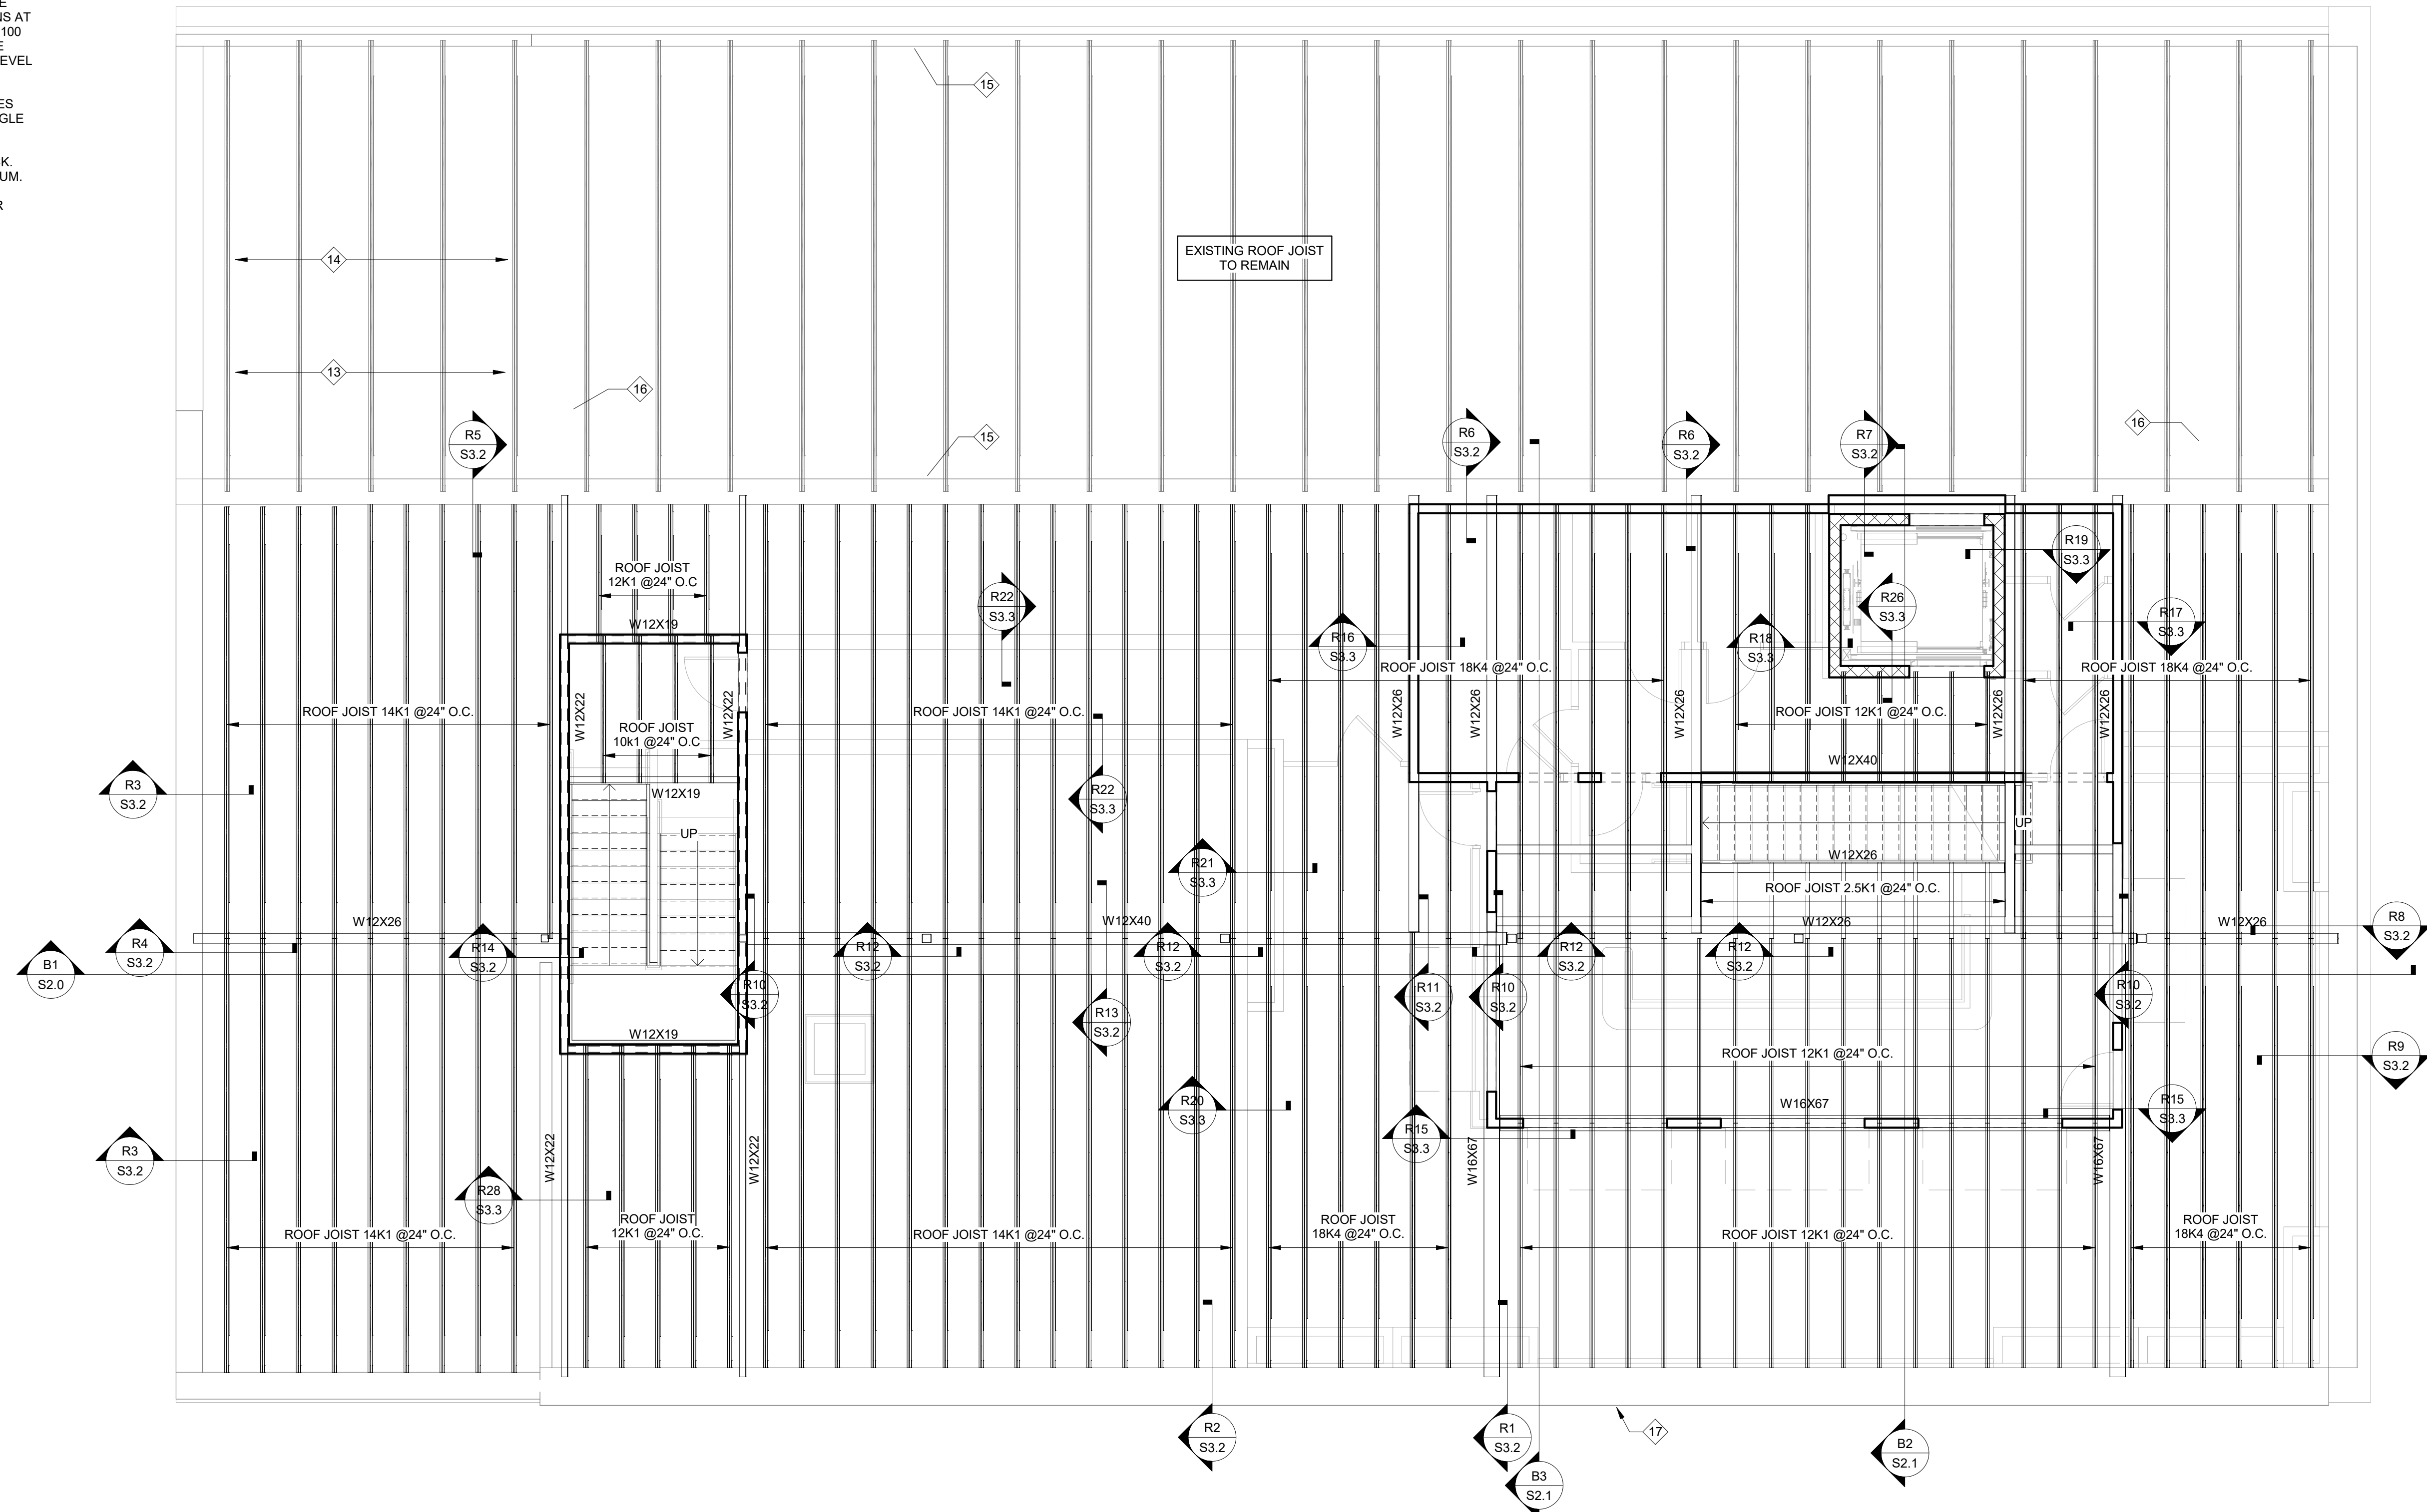 E
NS AT
100
E
EVEL
ES
GLE
K.
UM.
R
15
14
EXISTING ROOF JOIST
TO REMAIN
13
16
15
16
R5
S3.2
R6
S3.2
R6
S3.2
R7
S3.2
R19
S3.3
ROOF JOIST
12K1 @24" O.C
W12X19
R22
S3.3
R16
S3.3
R18
S3.3
R26
S3.3
R17
S3.3
ROOF JOIST 18K4 @24" O.C.
ROOF JOIST 18K4 @24" O.C.
ROOF JOIST 14K1 @24" O.C.
W12X22
W12X22
ROOF JOIST
10k1 @24" O.C
ROOF JOIST 14K1 @24" O.C.
W12X26
W12X26
W12X26
ROOF JOIST 12K1 @24" O.C.
W12X26
W12X26
W12X40
R3
S3.2
W12X19
R22
S3.3
UP
UP
W12X26
R21
S3.3
ROOF JOIST 2.5K1 @24" O.C.
W12X26
W12X40
W12X26
W12X26
R4
S3.2
R14
S3.2
R12
S3.2
R12
S3.2
R12
S3.2
R12
S3.2
R8
S3.2
B1
S2.0
R10
S3.2
R11
S3.2
R10
S3.2
R10
S3.2
R13
S3.2
W12X19
ROOF JOIST 12K1 @24" O.C.
R9
S3.2
R20
S3.3
W16X67
R15
S3.3
R15
S3.3
R3
S3.2
W12X22
W12X22
W16X67
W16X67
R28
S3.3
ROOF JOIST 14K1 @24" O.C.
ROOF JOIST
12K1 @24" O.C.
ROOF JOIST 14K1 @24" O.C.
ROOF JOIST
18K4 @24" O.C.
ROOF JOIST 12K1 @24" O.C.
ROOF JOIST
18K4 @24" O.C.
R2
S3.2
R1
S3.2
17
B2
S2.1
B3
S2.1